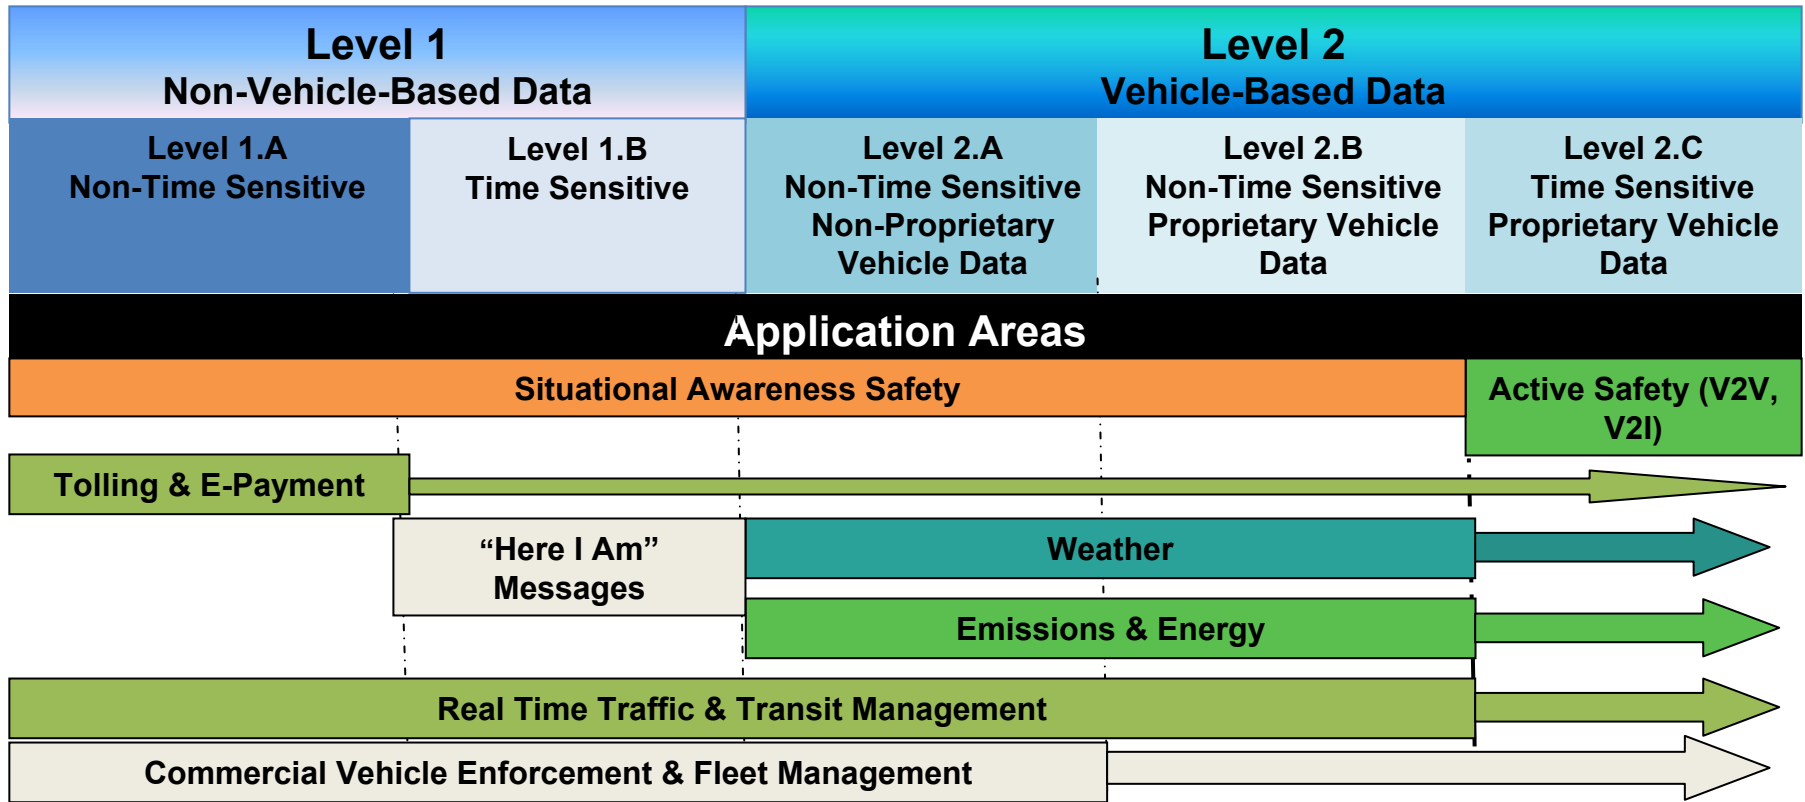 Level 1
Non-Vehicle-Based Data
Level 2
Vehicle-Based Data
Level 1.A
Non-Time Sensitive
Level 1.B
Time Sensitive
Level 2.A
Non-Time Sensitive
Non-Proprietary
Vehicle Data
Level 2.B
Non-Time Sensitive
Proprietary Vehicle
Data
Level 2.C
Time Sensitive
Proprietary Vehicle
Data
Application Areas
Situational Awareness Safety
Active Safety (V2V,
V2I)
Tolling & E-Payment
“Here I Am”
Messages
Weather
Emissions & Energy
Real Time Traffic & Transit Management
Commercial Vehicle Enforcement & Fleet Management